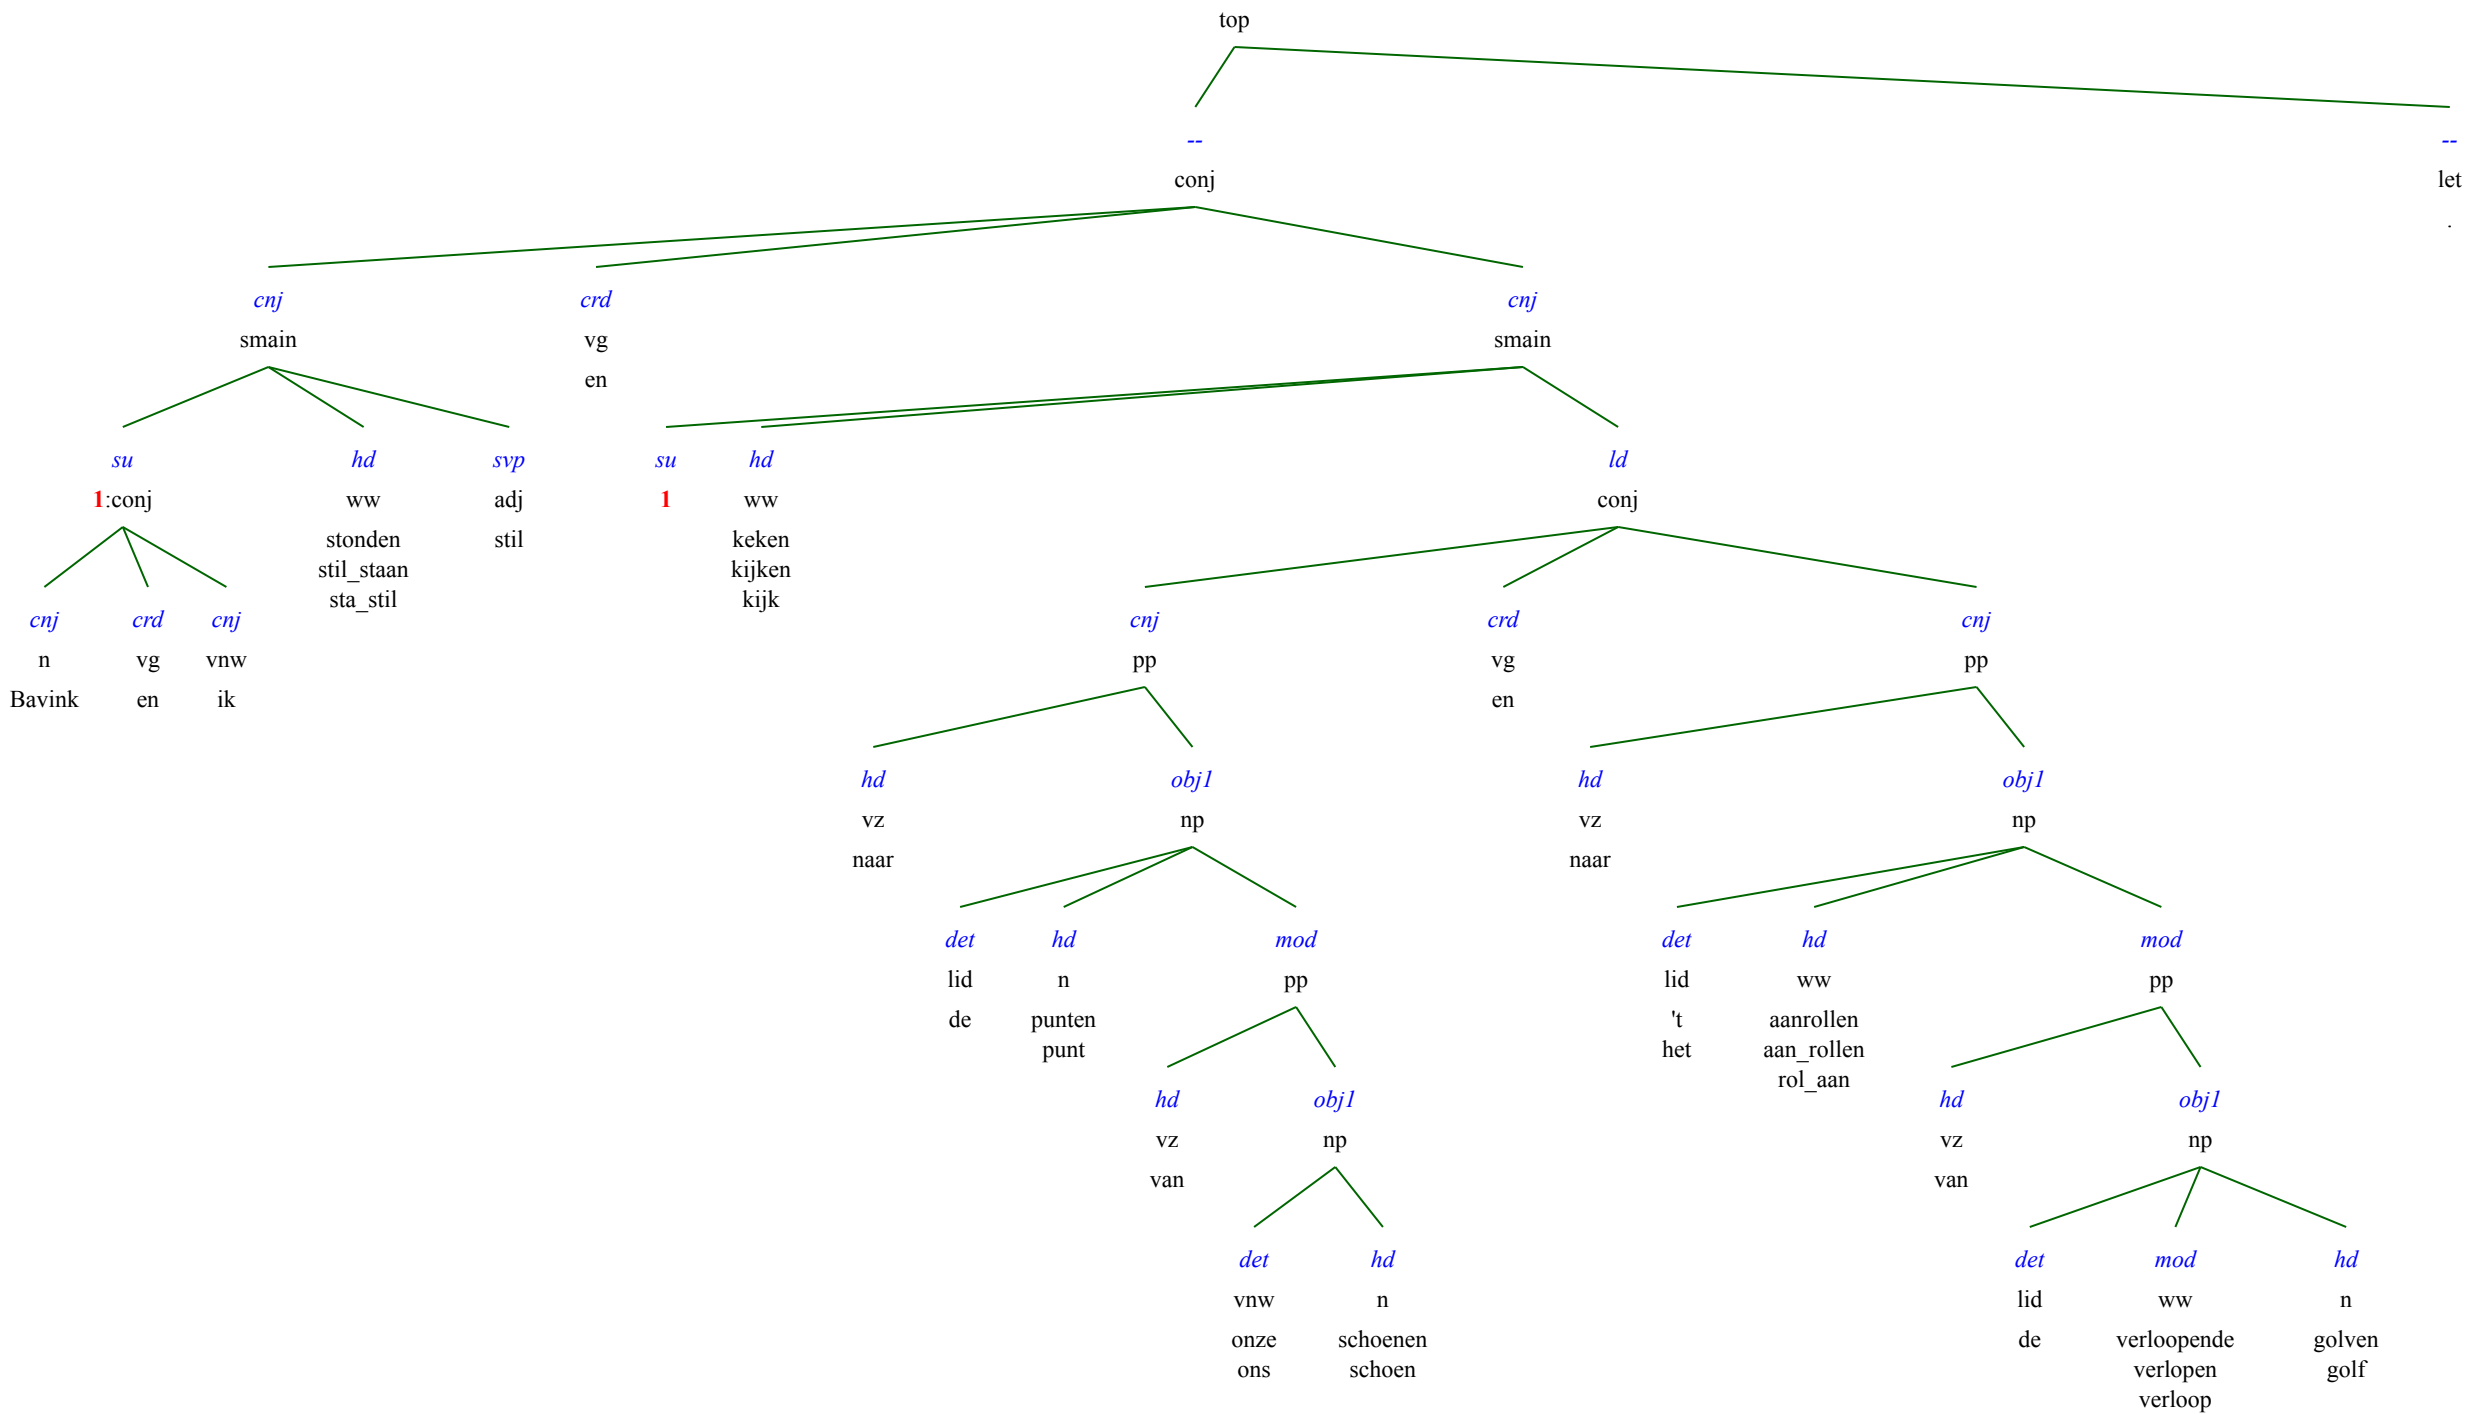 top
-- --
conj let
.
cnj crd cnj
smain vg smain
en
su hd svp su hd ld
1:conj ww adj 1 ww conj
stonden stil keken
stil_staan kijken
sta_stil kijk
cnj crd cnj cnj crd cnj
n vg vnw pp vg pp
Bavink en ik en
hd obj1 hd obj1
vz np vz np
naar naar
det hd mod det hd mod
lid n pp lid ww pp
de punten 't aanrollen
punt het aan_rollen
rol_aan
hd obj1 hd obj1
vz np vz np
van van
det hd det mod hd
vnw n lid ww n
onze schoenen de verloopende golven
ons schoen verlopen golf
verloop